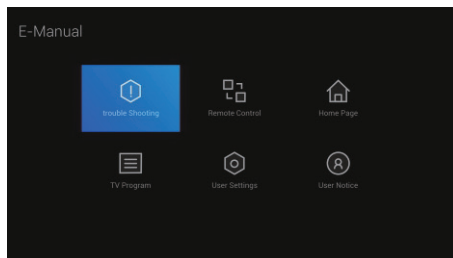 E-Manual
trouble Shooting
Remote Control
Home Page
TV Program
User Settings
User Notice